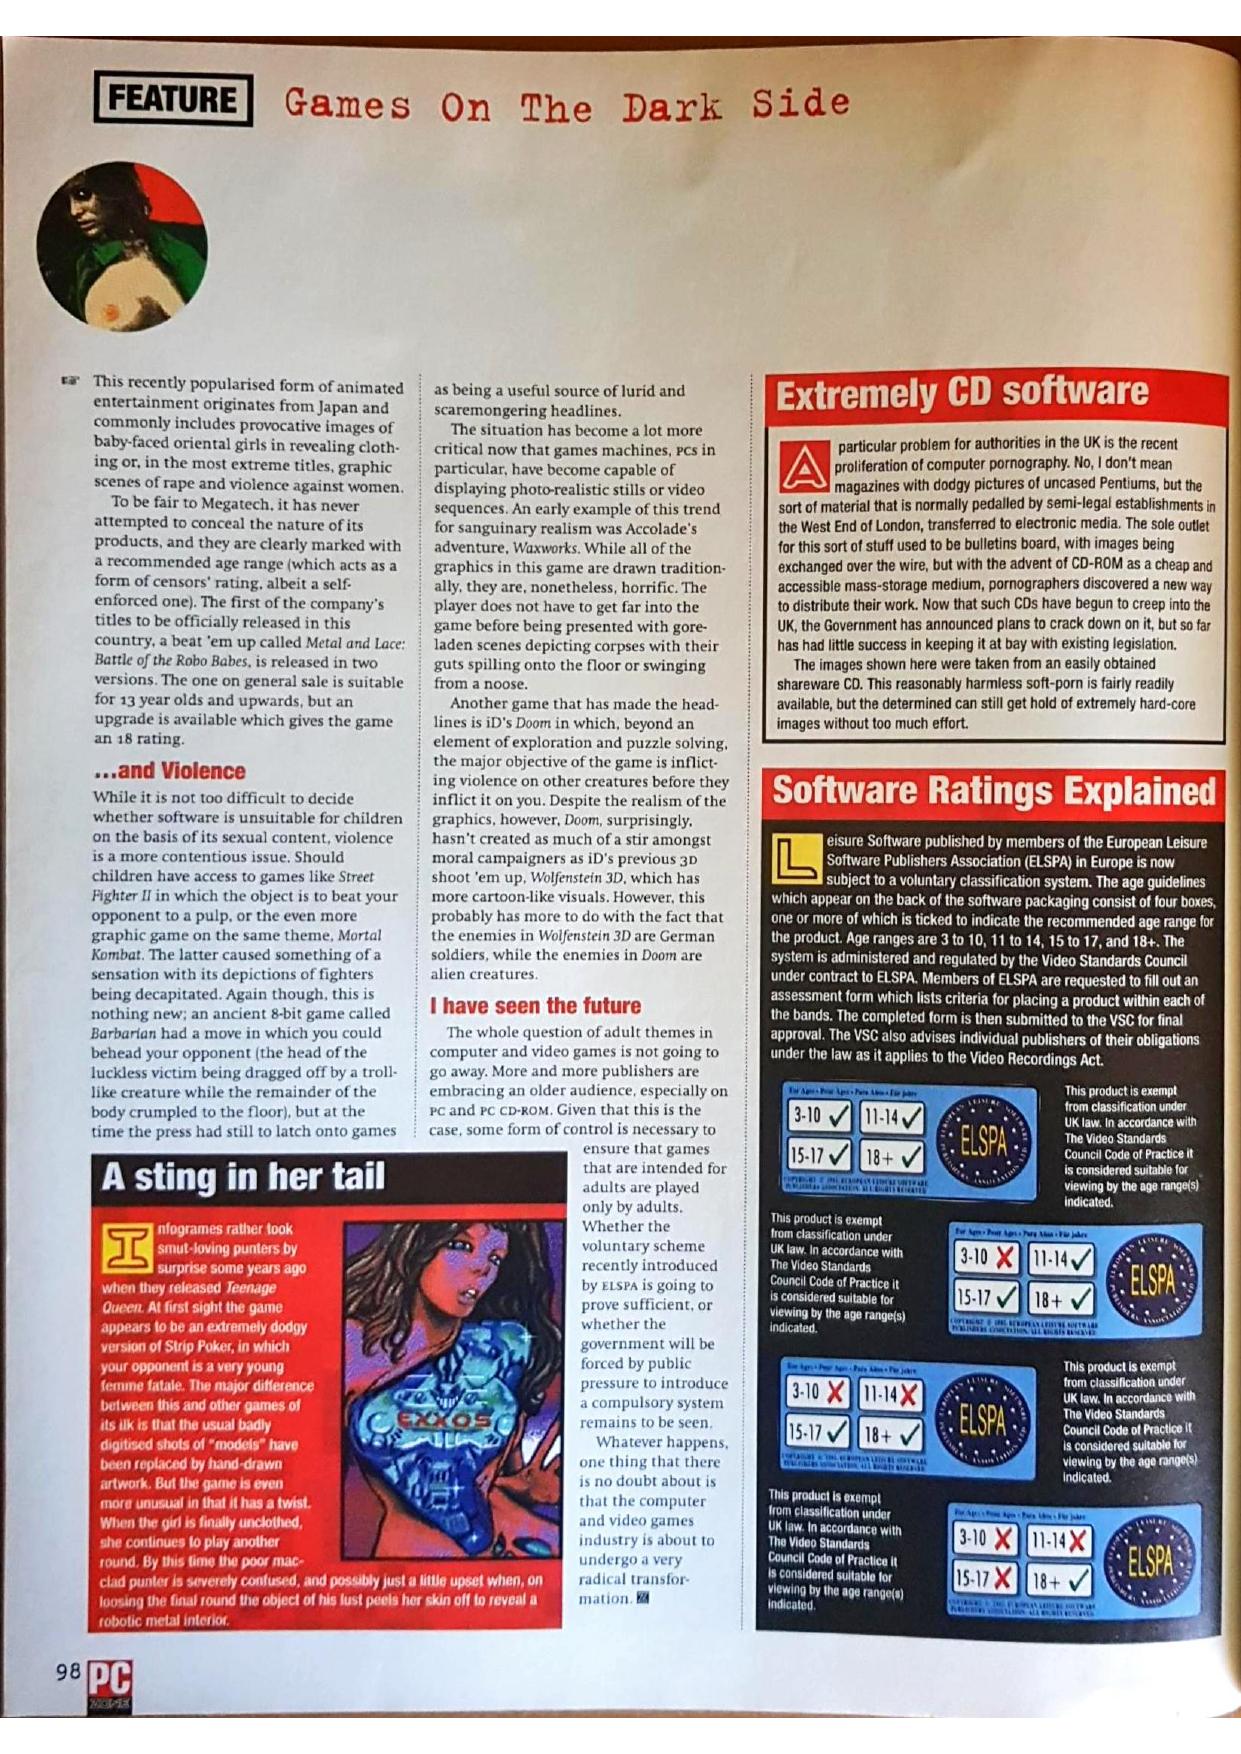 FEATURE Games On The Dark Side
☞ This recently popularised form of animated
entertainment originates from Japan and
commonly includes provocative images of
baby-faced oriental girls in revealing cloth-
ing or, in the most extreme titles, graphic
scenes of rape and violence against women.
To be fair to Megatech, it has never
attempted to conceal the nature of its
products, and they are clearly marked with
a recommended age range (which acts as a
form of censors' rating, albeit a self-
enforced one). The first of the company's
titles to be officially released in this
country, a beat 'em up called Metal and Lace:
Battle of the Robo Babes, is released in two
versions. The one on general sale is suitable
for 13 year olds and upwards, but an
upgrade is available which gives the game
an 18 rating.
...and Violence
While it is not too difficult to decide
whether software is unsuitable for children
on the basis of its sexual content, violence
is a more contentious issue. Should
children have access to games like Street
Fighter II in which the object is to beat your
opponent to a pulp, or the even more
graphic game on the same theme, Mortal
Kombat. The latter caused something of a
sensation with its depictions of fighters
being decapitated. Again though, this is
nothing new; an ancient 8-bit game called
Barbarian had a move in which you could
behead your opponent (the head of the
luckless victim being dragged off by a troll-
like creature while the remainder of the
body crumpled to the floor), but at the
time the press had still to latch onto games
as being a useful source of lurid and
scaremongering headlines.
The situation has become a lot more
critical now that games machines, PCs in
particular, have become capable of
displaying photo-realistic stills or video
sequences. An early example of this trend
for sanguinary realism was Accolade's
adventure, Waxworks. While all of the
graphics in this game are drawn tradition-
ally, they are, nonetheless, horrific. The
player does not have to get far into the
game before being presented with gore-
laden scenes depicting corpses with their
guts spilling onto the floor or swinging
from a noose.
Another game that has made the head-
lines is iD's Doom in which, beyond an
element of exploration and puzzle solving,
the major objective of the game is inflict-
ing violence on other creatures before they
inflict it on you. Despite the realism of the
graphics, however, Doom, surprisingly,
hasn't created as much of a stir amongst
moral campaigners as iD's previous 3D
shoot 'em up, Wolfenstein 3D, which has
more cartoon-like visuals. However, this
probably has more to do with the fact that
the enemies in Wolfenstein 3D are German
soldiers, while the enemies in Doom are
alien creatures.
I have seen the future
The whole question of adult themes in
computer and video games is not going to
go away. More and more publishers are
embracing an older audience, especially on
PC and PC CD-ROM. Given that this is the
case, some form of control is necessary to
ensure that games
that are intended for
adults are played
only by adults.
Whether the
voluntary scheme
recently introduced
by ELSPA is going to
prove sufficient, or
whether the
government will be
forced by public
pressure to introduce
a compulsory system
remains to be seen.
Whatever happens,
one thing that there
is no doubt about is
that the computer
and video games
industry is about to
undergo a very
radical transfor-
mation.
A sting in her tail
Infogrames rather took
smut-loving punters by
surprise some years ago
when they released Teenage
Queen. At first sight the game
appears to be an extremely dodgy
version of Strip Poker, in which
your opponent is a very young
femme fatale. The major difference
between this and other games of
its ilk is that the usual badly
digitised shots of "models" have
been replaced by hand-drawn
artwork. But the game is even
more unusual in that it has a twist.
When the girl is finally unclothed,
she continues to play another
round. By this time the poor mac-
clad punter is severely confused, and possibly just a little upset when, on
loosing the final round the object of his lust peels her skin off to reveal a
robotic metal interior.
EXXOS
Extremely CD software
A particular problem for authorities in the UK is the recent
proliferation of computer pornography. No, I don't mean
magazines with dodgy pictures of uncased Pentiums, but the
sort of material that is normally pedalled by semi-legal establishments in
the West End of London, transferred to electronic media. The sole outlet
for this sort of stuff used to be bulletins board, with images being
exchanged over the wire, but with the advent of CD-ROM as a cheap and
accessible mass-storage medium, pornographers discovered a new way
to distribute their work. Now that such CDs have begun to creep into the
UK, the Government has announced plans to crack down on it, but so far
has had little success in keeping it at bay with existing legislation.
The images shown here were taken from an easily obtained
shareware CD. This reasonably harmless soft-porn is fairly readily
available, but the determined can still get hold of extremely hard-core
images without too much effort.
Software Ratings Explained
Leisure Software published by members of the European Leisure
Software Publishers Association (ELSPA) in Europe is now
subject to a voluntary classification system. The age guidelines
which appear on the back of the software packaging consist of four boxes,
one or more of which is ticked to indicate the recommended age range for
the product. Age ranges are 3 to 10, 11 to 14, 15 to 17, and 18+. The
system is administered and regulated by the Video Standards Council
under contract to ELSPA. Members of ELSPA are requested to fill out an
assessment form which lists criteria for placing a product within each of
the bands. The completed form is then submitted to the VSC for final
approval. The VSC also advises individual publishers of their obligations
under the law as it applies to the Video Recordings Act.
3-10 ✓ 11-14 ✓
15-17 ✓ 18+ ✓
ELSPA
This product is exempt
from classification under
UK law. In accordance with
The Video Standards
Council Code of Practice it
is considered suitable for
viewing by the age range(s)
indicated.
This product is exempt
from classification under
UK law. In accordance with
The Video Standards
Council Code of Practice it
is considered suitable for
viewing by the age range(s)
indicated.
3-10 ✗ 11-14 ✓
15-17 ✓ 18+ ✓
ELSPA
3-10 ✗ 11-14 ✗
15-17 ✓ 18+ ✓
ELSPA
This product is exempt
from classification under
UK law. In accordance with
The Video Standards
Council Code of Practice it
is considered suitable for
viewing by the age range(s)
indicated.
This product is exempt
from classification under
UK law. In accordance with
The Video Standards
Council Code of Practice it
is considered suitable for
viewing by the age range(s)
indicated.
3-10 ✗ 11-14 ✗
15-17 ✗ 18+ ✓
ELSPA
98 PC ZONE